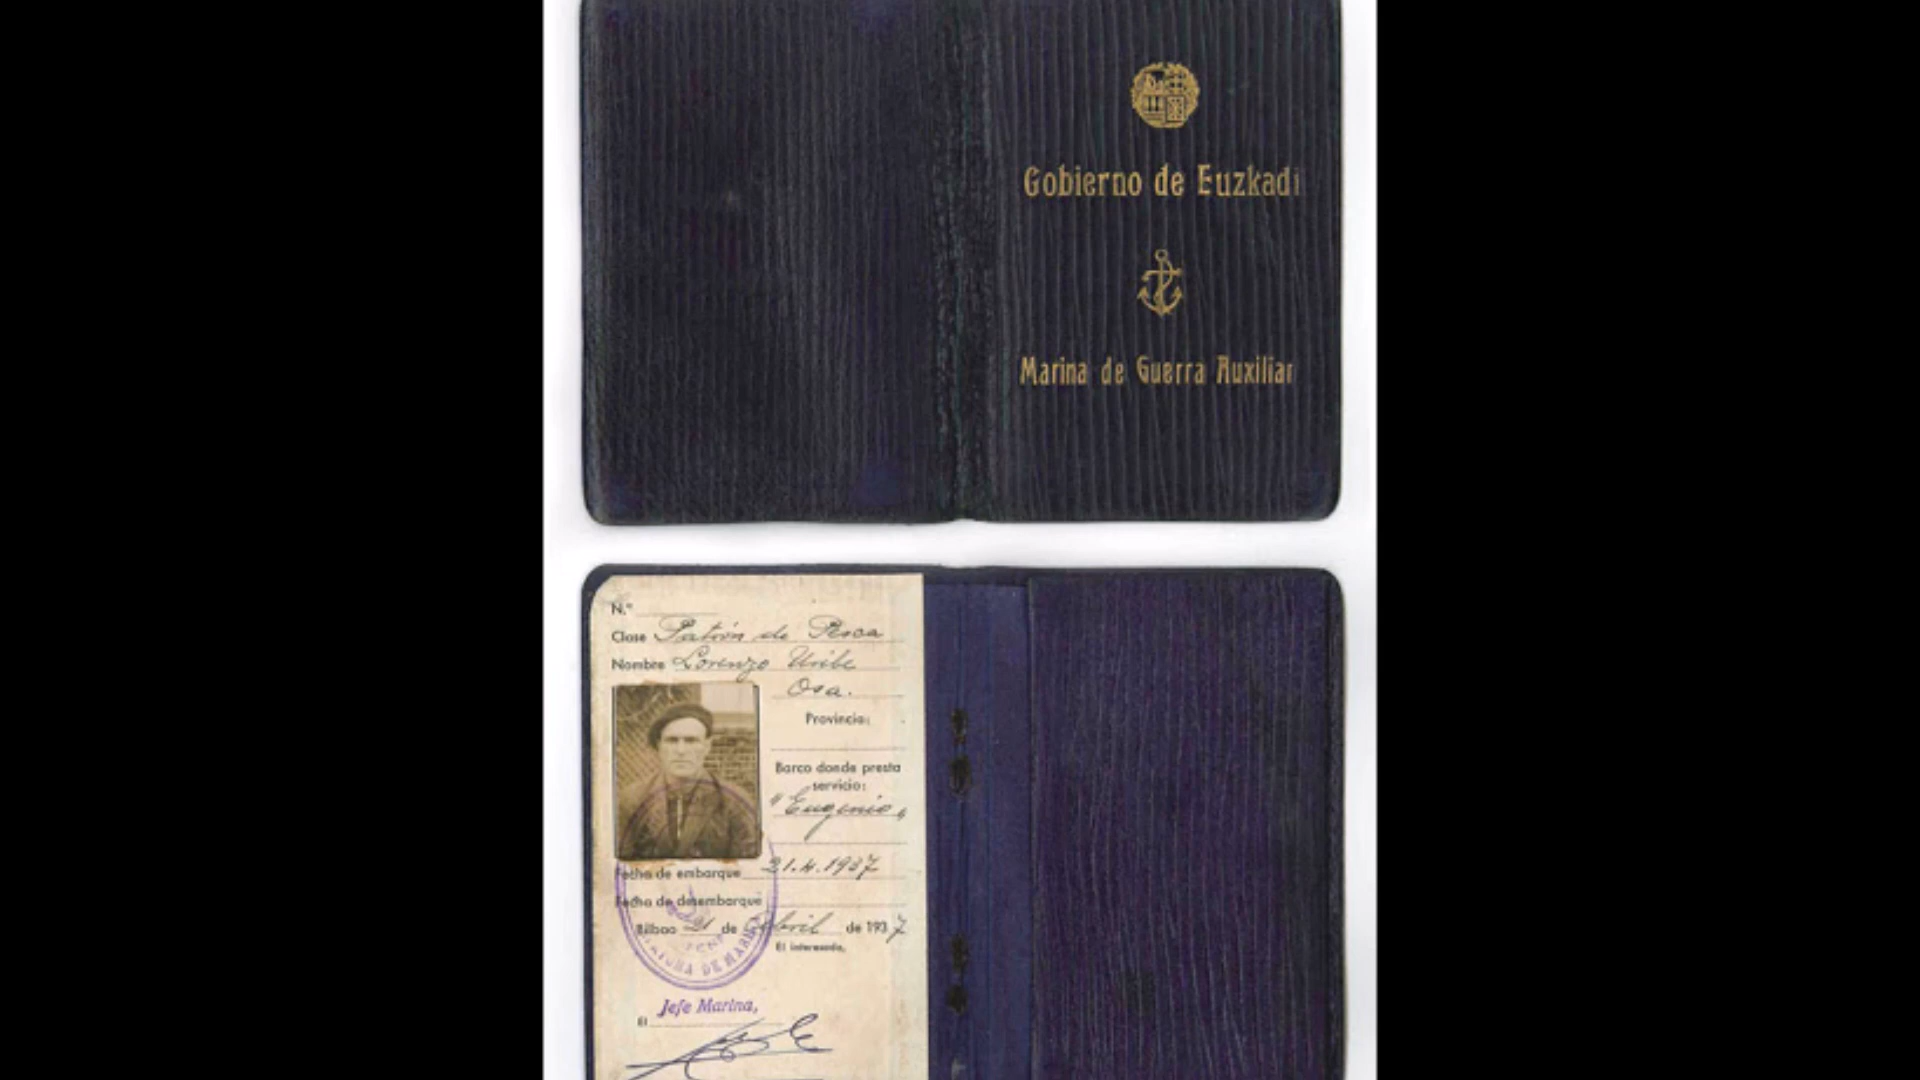 Gobierno de Euzkadi
Marina de Guerra Auxiliar
N.º
Clase Patrón de Pesca
Nombre Lorenzo Uribe
Osa.
Provincia:
Barco donde presta
servicio:
"Eugenio"
Fecha de embarque 21.4.1937
Fecha de desembarque
Bilbao 21 de Abril de 1937
El interesado,
DE MARINA
Jefe Marina,
El